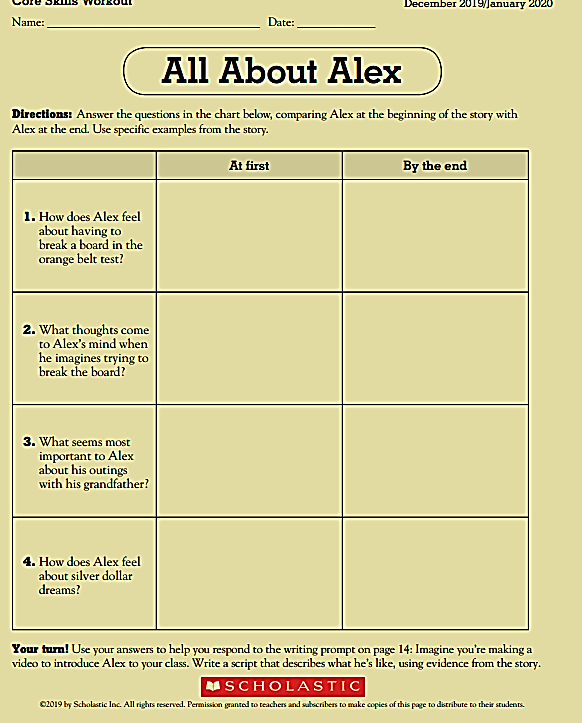 Core Skills Workout
December 2019/January 2020
Name: ____________________ Date: ____________
All About Alex
Directions: Answer the questions in the chart below, comparing Alex at the beginning of the story with
Alex at the end. Use specific examples from the story.
At first
By the end
1. How does Alex feel
about having to
break a board in the
orange belt test?
2. What thoughts come
to Alex's mind when
he imagines trying to
break the board?
3. What seems most
important to Alex
about his outings
with his grandfather?
4. How does Alex feel
about silver dollar
dreams?
Your turn! Use your answers to help you respond to the writing prompt on page 14: Imagine you're making a
video to introduce Alex to your class. Write a script that describes what he's like, using evidence from the story.
SCHOLASTIC
©2019 by Scholastic Inc. All rights reserved. Permission granted to teachers and subscribers to make copies of this page to distribute to their students.